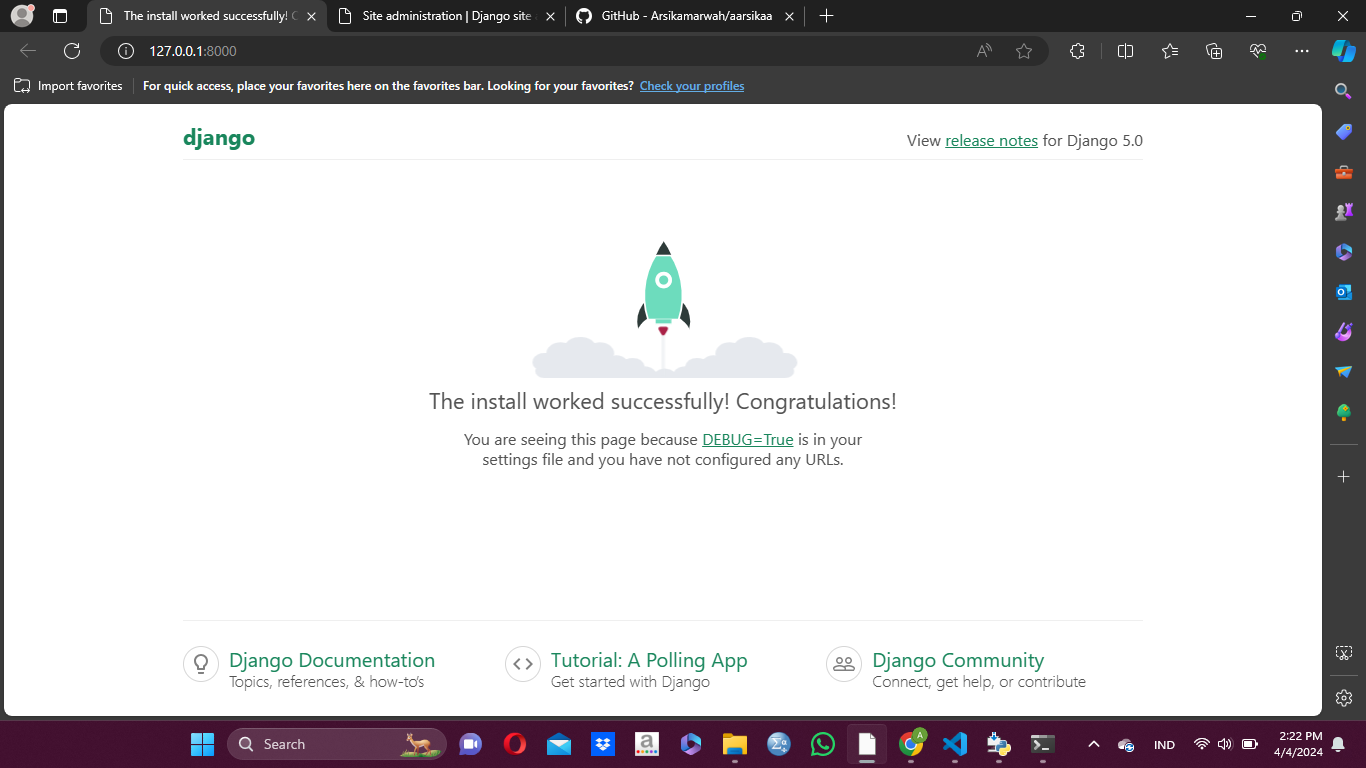 The install worked successfully! C
Site administration | Django site
GitHub - Arsikamarwah/aarsikaa
127.0.0.1:8000
Import favorites
For quick access, place your favorites here on the favorites bar. Looking for your favorites? Check your profiles
django
View release notes for Django 5.0
The install worked successfully! Congratulations!
You are seeing this page because DEBUG=True is in your
settings file and you have not configured any URLs.
Django Documentation
Topics, references, & how-to's
Tutorial: A Polling App
Get started with Django
Django Community
Connect, get help, or contribute
Search
A
IND
2:22 PM
4/4/2024